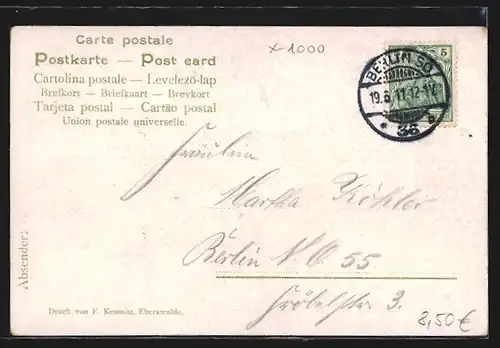 Carte postale
Postkarte — Post card
Cartolina postale — Levelező-lap
Brefkort — Briefkaart — Brevkort
Tarjeta postal — Cartão postal
Union postale universelle.
x 1000
5
BERLIN SO
19.6.11.12-1V.
* 36
Fräulein
Martha Köhler
Berlin N.O 55
Fröbelstr. 3.
Absender:
Druck von F. Kemnitz, Eberswalde.
8,50 €